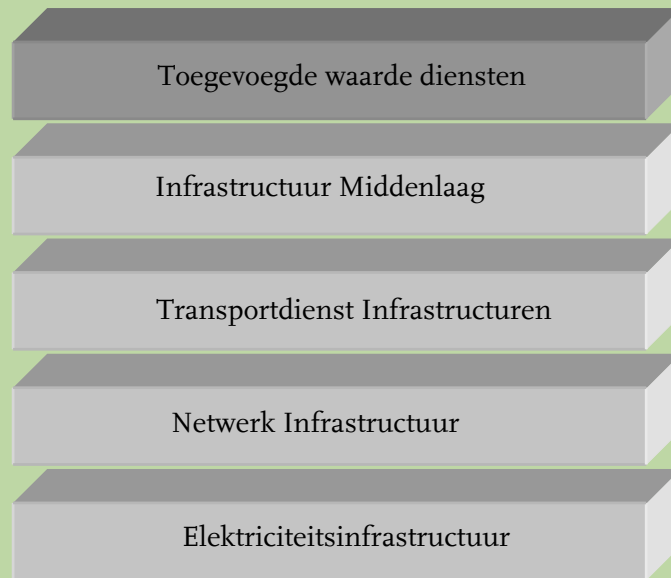 Toegevoegde waarde diensten
Infrastructuur Middenlaag
Transportdienst Infrastructuren
Netwerk Infrastructuur
Elektriciteitsinfrastructuur